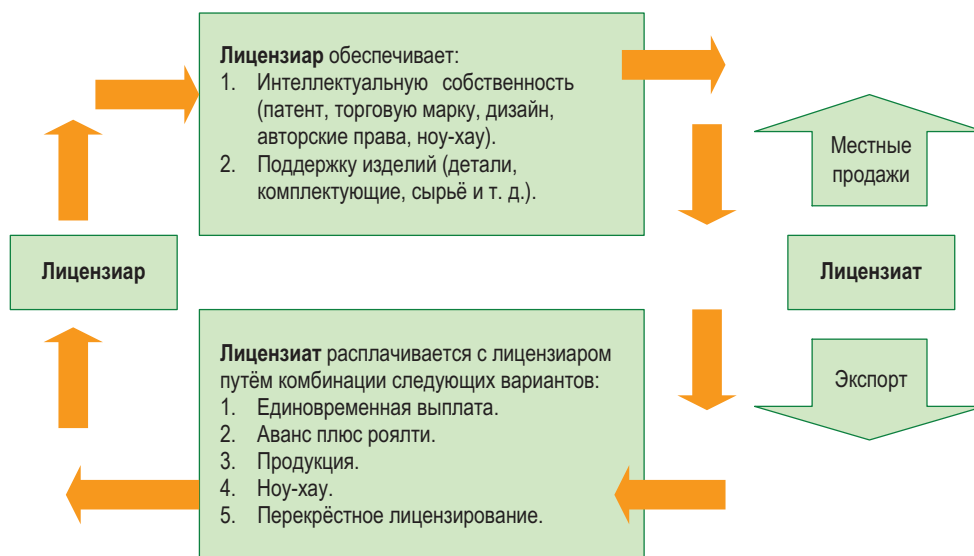 Лицензиар обеспечивает:
1. Интеллектуальную собственность
(патент, торговую марку, дизайн,
авторские права, ноу-хау).
2. Поддержку изделий (детали,
комплектующие, сырьё и т. д.).
Местные
продажи
Лицензиар
Лицензиат
Лицензиат расплачивается с лицензиаром
путём комбинации следующих вариантов:
1. Единовременная выплата.
2. Аванс плюс роялти.
3. Продукция.
4. Ноу-хау.
5. Перекрёстное лицензирование.
Экспорт